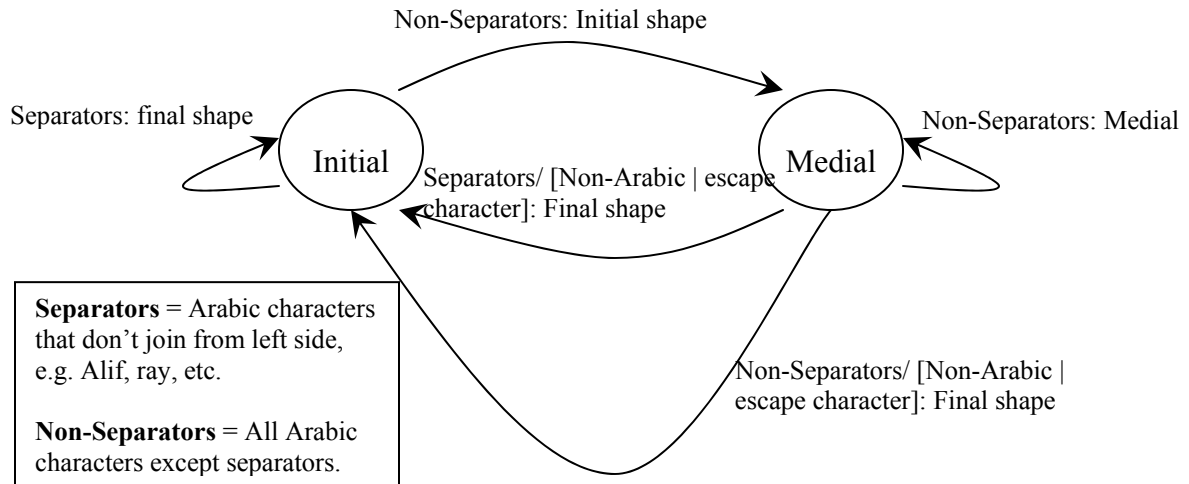 Non-Separators: Initial shape
Separators: final shape
Non-Separators: Medial
Initial
Medial
Separators/ [Non-Arabic | escape
character]: Final shape
Separators = Arabic characters
that don’t join from left side,
e.g. Alif, ray, etc.
Non-Separators = All Arabic
characters except separators.
Non-Separators/ [Non-Arabic |
escape character]: Final shape